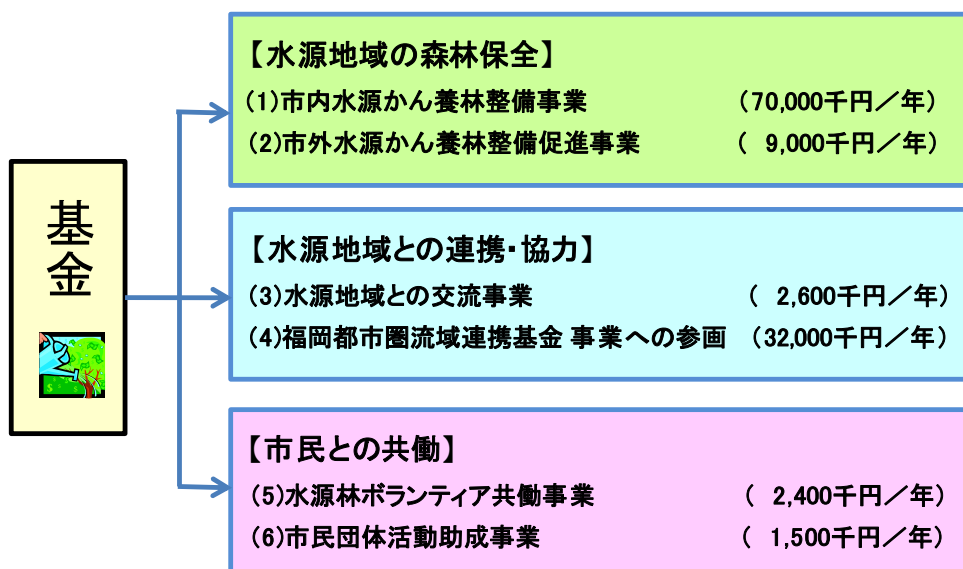 基金
【水源地域の森林保全】
(1)市内水源かん養林整備事業 (70,000千円／年)
(2)市外水源かん養林整備促進事業 ( 9,000千円／年)
【水源地域との連携・協力】
(3)水源地域との交流事業 ( 2,600千円／年)
(4)福岡都市圏流域連携基金 事業への参画 (32,000千円／年)
【市民との共働】
(5)水源林ボランティア共働事業 ( 2,400千円／年)
(6)市民団体活動助成事業 ( 1,500千円／年)